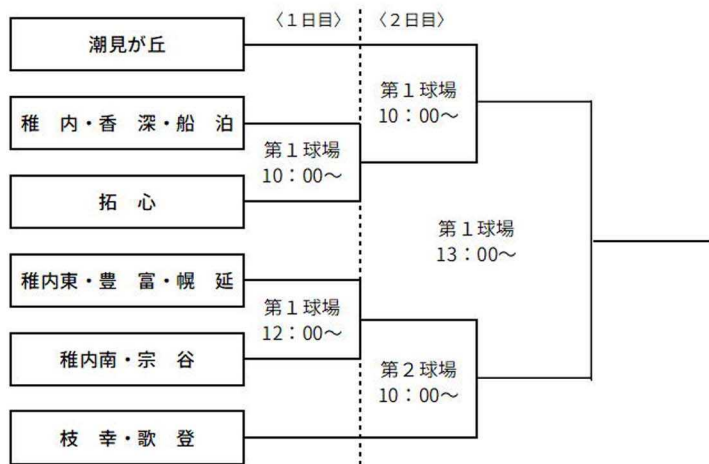 〈１日目〉 〈２日目〉
潮見が丘
第１球場
10：00～
稚　内・香　深・船　泊
第１球場
10：00～
拓　心
第１球場
13：00～
稚内東・豊　富・幌　延
第１球場
12：00～
稚内南・宗　谷
第２球場
10：00～
枝　幸・歌　登